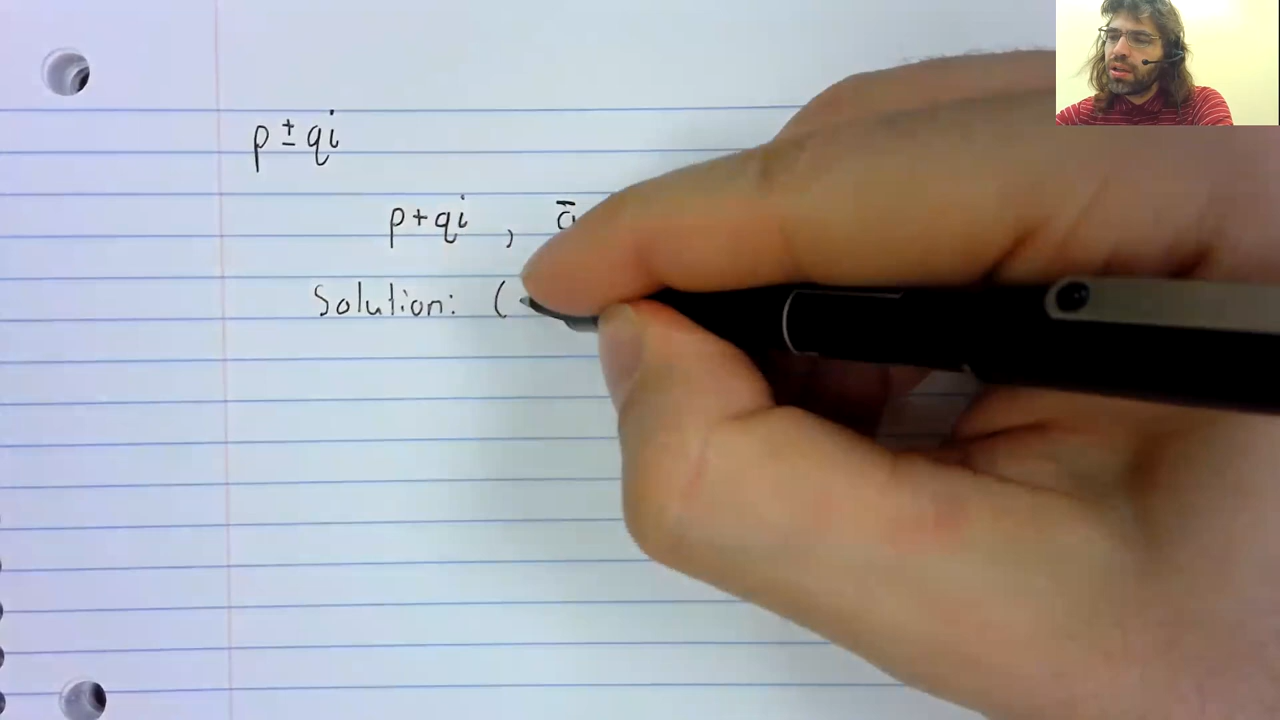 p ± qi
p + qi ,
Solution: (